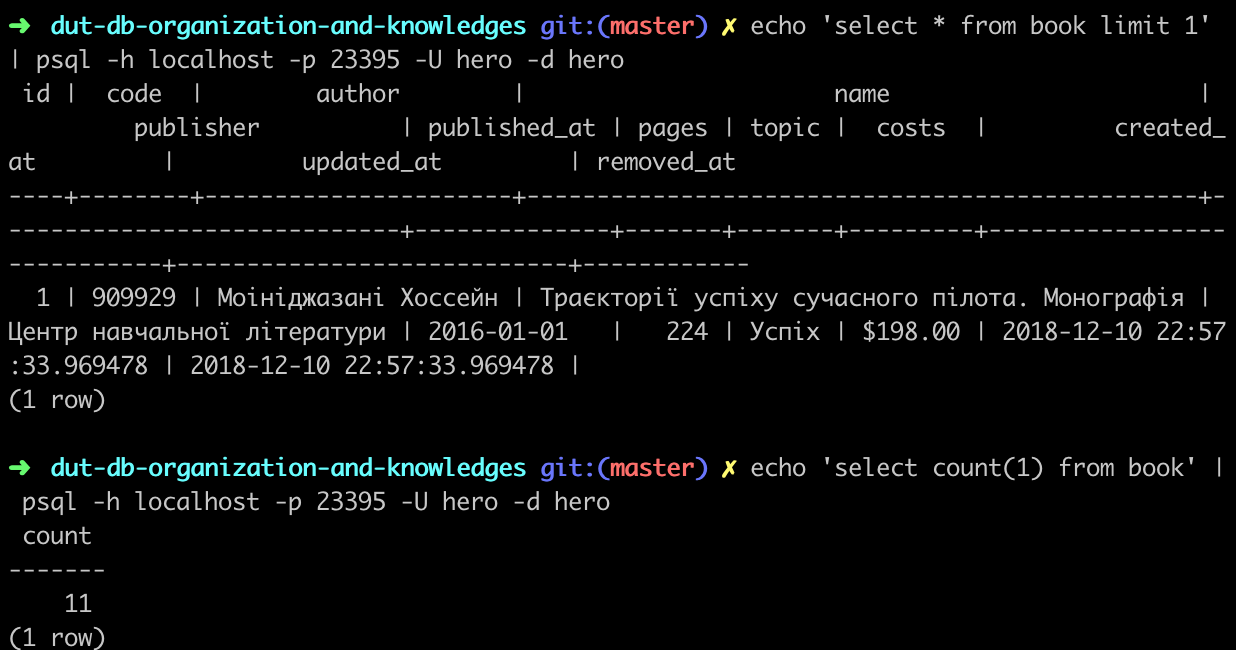 ➜  dut-db-organization-and-knowledges git:(master) ✗ echo 'select * from book limit 1'
| psql -h localhost -p 23395 -U hero -d hero
 id |  code  |        author        |                      name                      |
         publisher          | published_at | pages | topic |  costs  |         created_
at         |         updated_at         | removed_at
----+--------+----------------------+------------------------------------------------+-
----------------------------+--------------+-------+-------+---------+-----------------
-----------+----------------------------+------------
  1 | 909929 | Моініджазані Хоссейн | Траєкторії успіху сучасного пілота. Монографія |
Центр навчальної літератури | 2016-01-01   |   224 | Успіх | $198.00 | 2018-12-10 22:57
:33.969478 | 2018-12-10 22:57:33.969478 |
(1 row)

➜  dut-db-organization-and-knowledges git:(master) ✗ echo 'select count(1) from book' |
 psql -h localhost -p 23395 -U hero -d hero
 count
-------
    11
(1 row)